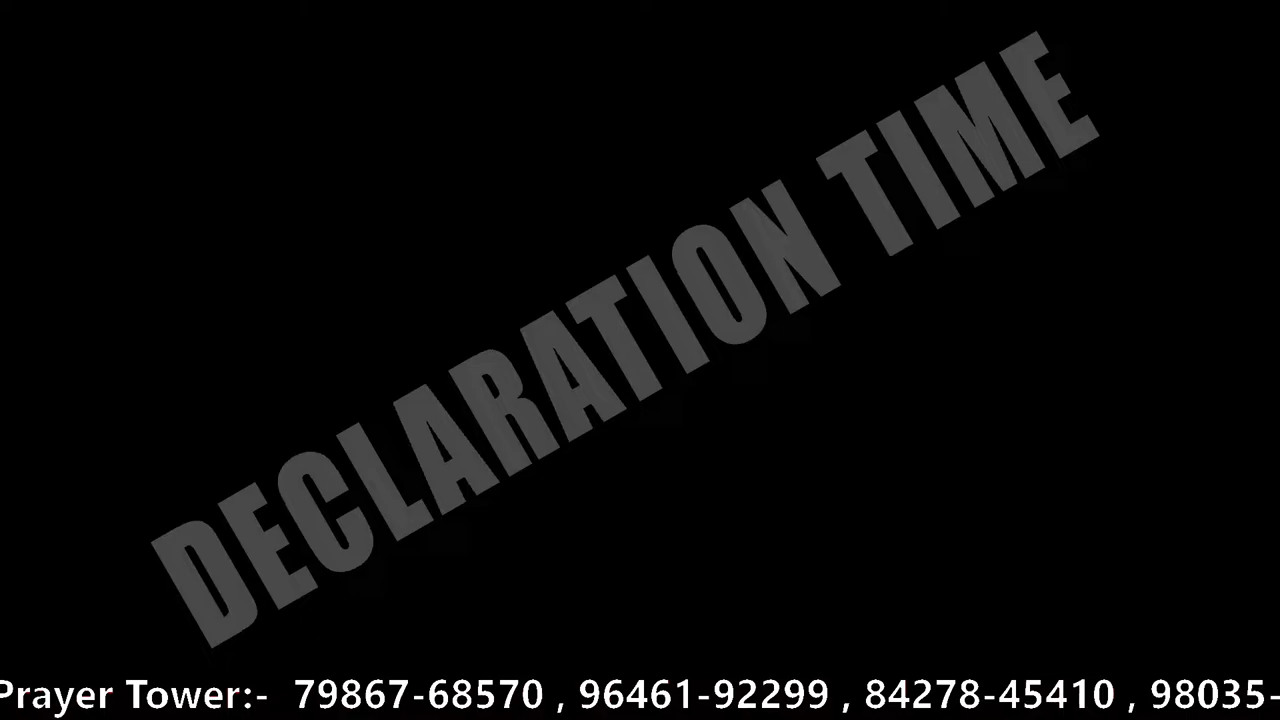 DECLARATION TIME
Prayer Tower:- 79867-68570 , 96461-92299 , 84278-45410 , 98035-